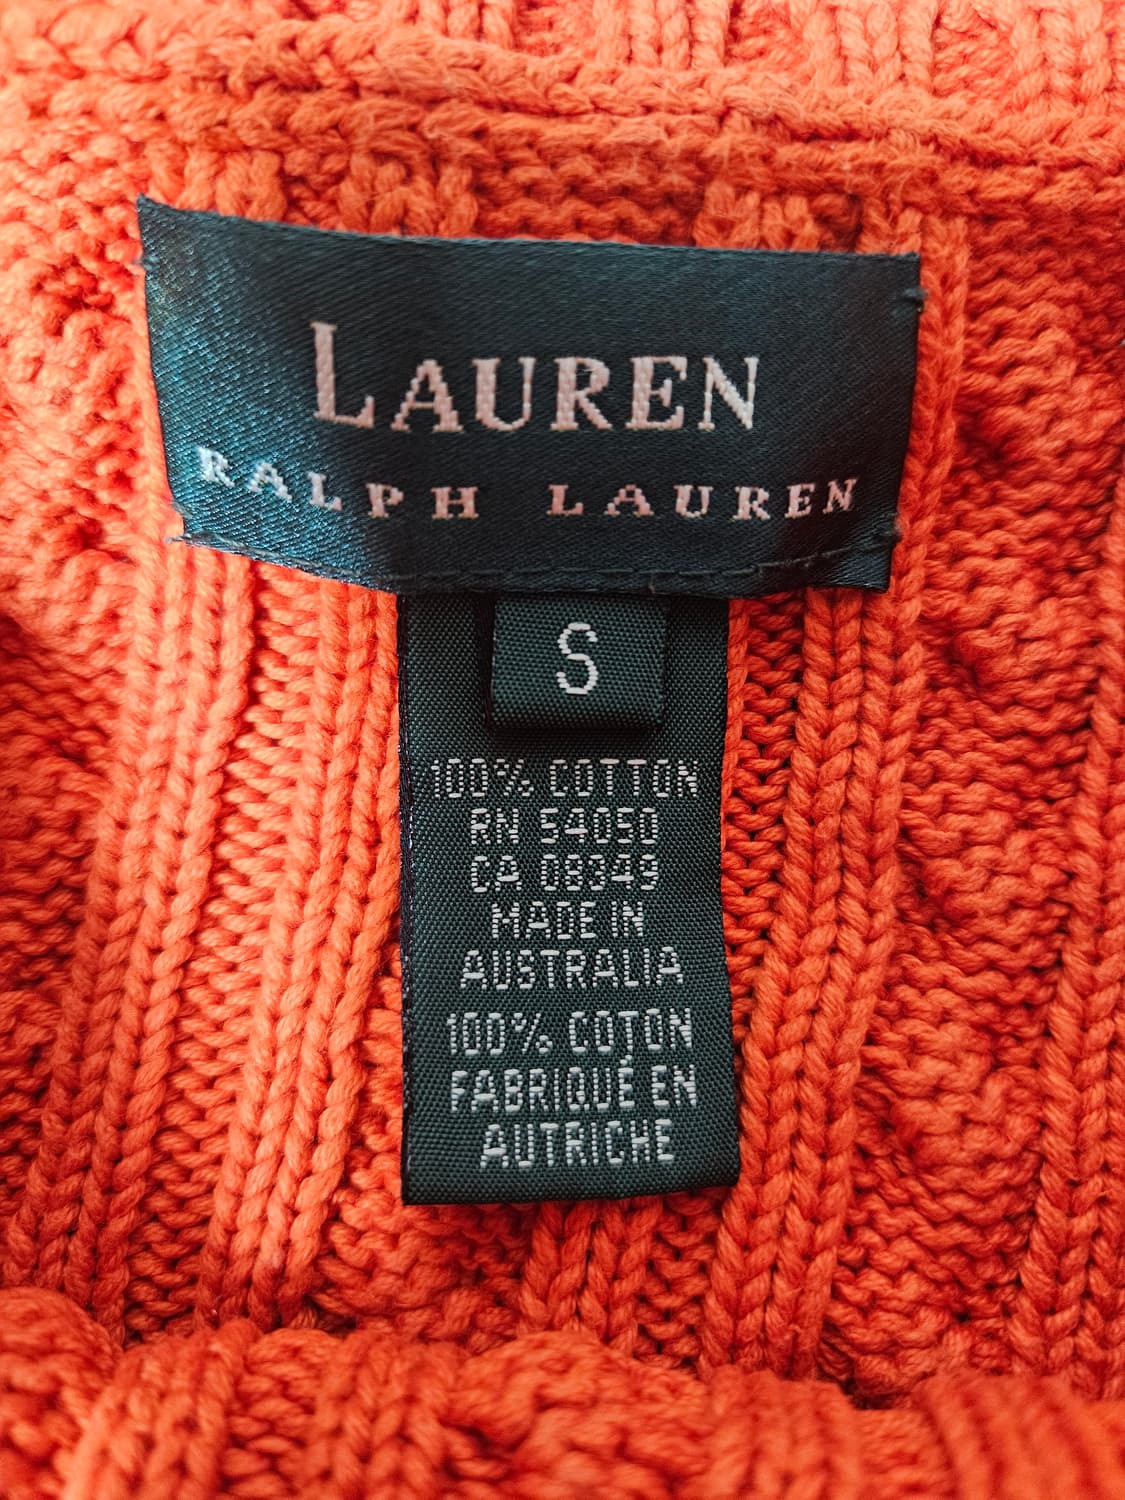 LAUREN
RALPH LAUREN
S
100% COTTON
RN 54050
CA 08349
MADE IN
AUSTRALIA
100% COTON
FABRIQUÉ EN
AUTRICHE